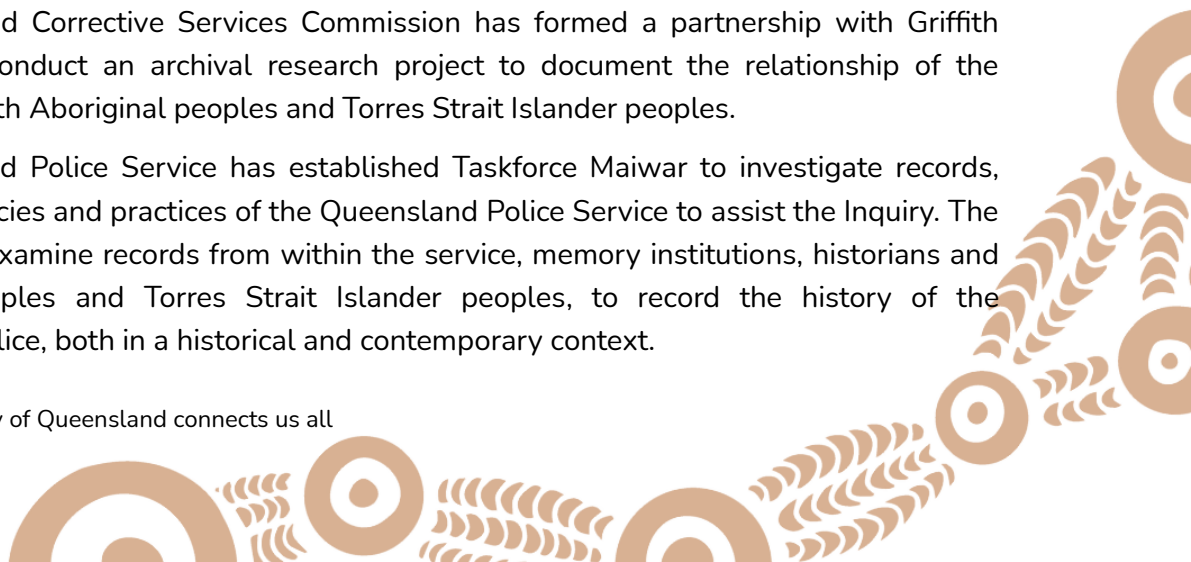 d Corrective Services Commission has formed a partnership with Griffith
onduct an archival research project to document the relationship of the
th Aboriginal peoples and Torres Strait Islander peoples.
d Police Service has established Taskforce Maiwar to investigate records,
cies and practices of the Queensland Police Service to assist the Inquiry. The
xamine records from within the service, memory institutions, historians and
ples and Torres Strait Islander peoples, to record the history of the
lice, both in a historical and contemporary context.
y of Queensland connects us all